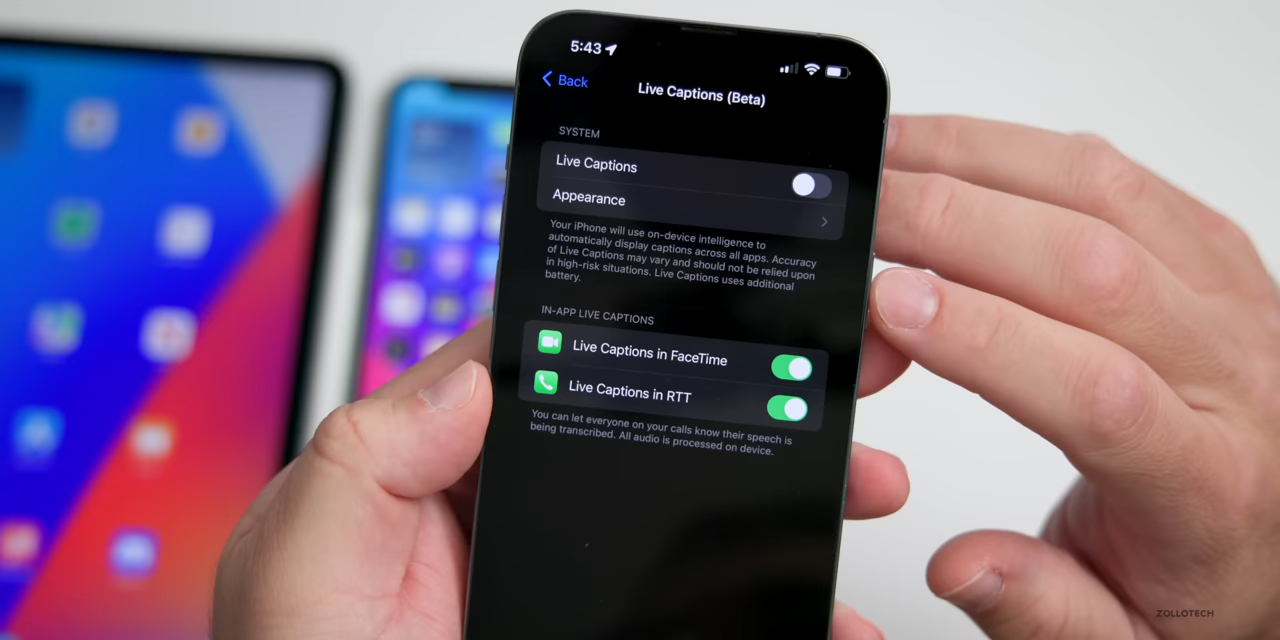 5:43
Back
Live Captions (Beta)
SYSTEM
Live Captions
Appearance
Your iPhone will use on-device intelligence to
automatically display captions across all apps. Accuracy
of Live Captions may vary and should not be relied upon
in high-risk situations. Live Captions uses additional
battery.
IN-APP LIVE CAPTIONS
Live Captions in FaceTime
Live Captions in RTT
You can let everyone on your calls know their speech is
being transcribed. All audio is processed on device.
ZOLLOTECH